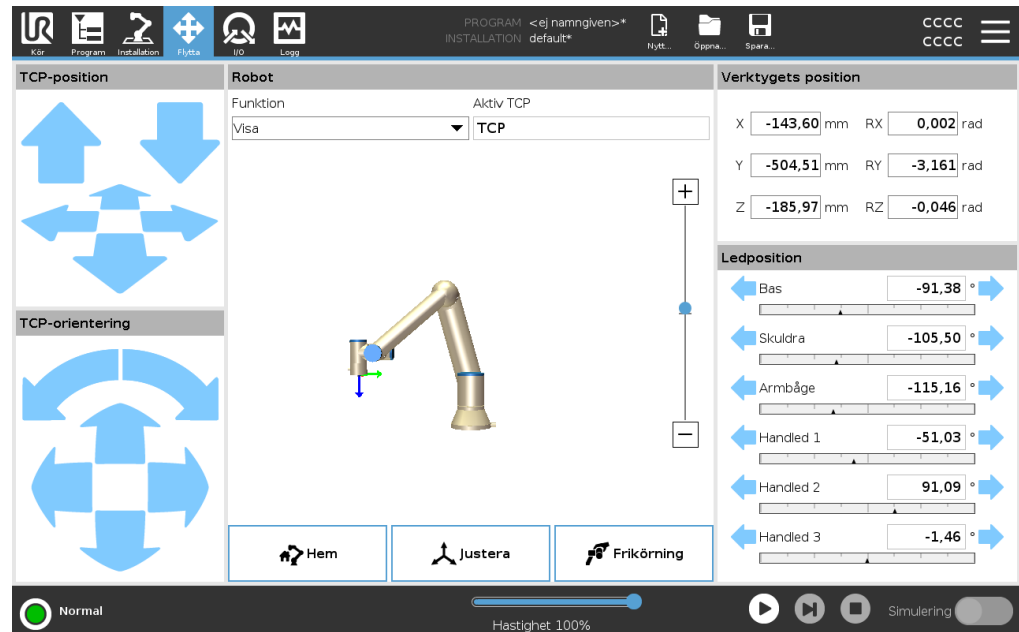 UR
PROGRAM <ej namngiven>*
INSTALLATION default*
CCCC
CCCC
Kör Program Installation Flytta I/O Logg Nytt... Öppna... Spara...
TCP-position
Robot
Verktygets position
Funktion Aktiv TCP
Visa TCP
X -143,60 mm RX 0,002 rad
Y -504,51 mm RY -3,161 rad
Z -185,97 mm RZ -0,046 rad
Ledposition
Bas -91,38 °
Skuldra -105,50 °
Armbåge -115,16 °
Handled 1 -51,03 °
Handled 2 91,09 °
Handled 3 -1,46 °
TCP-orientering
Hem Justera Frikörning
Normal
Hastighet 100%
Simulering